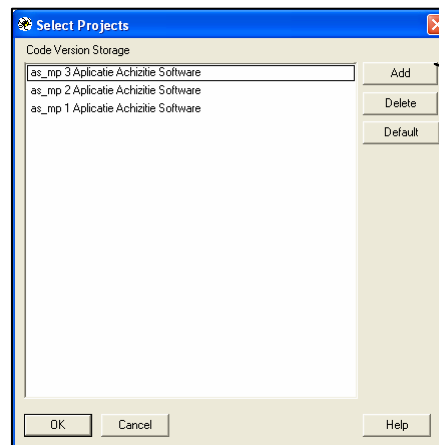 Select Projects
Code Version Storage
as_mp 3 Aplicatie Achizitie Software
as_mp 2 Aplicatie Achizitie Software
as_mp 1 Aplicatie Achizitie Software
Add
Delete
Default
OK
Cancel
Help